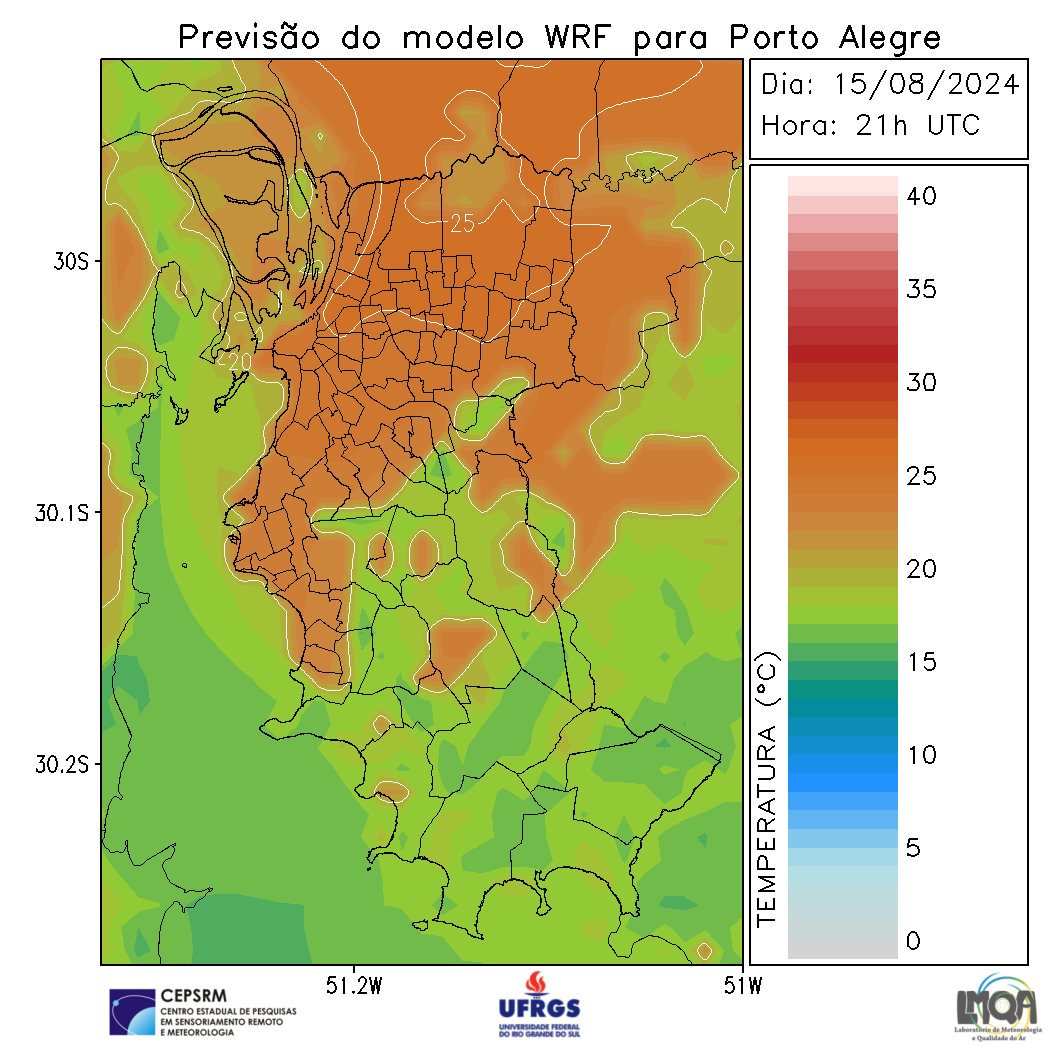 Previsão do modelo WRF para Porto Alegre
Dia: 15/08/2024
Hora: 21h UTC
30S
30.1S
30.2S
51.2W
51W
25
20
TEMPERATURA (°C)
40
35
30
25
20
15
10
5
0
CEPSRM
CENTRO ESTADUAL DE PESQUISAS
EM SENSORIAMENTO REMOTO
E METEOROLOGIA
UFRGS
UNIVERSIDADE FEDERAL
DO RIO GRANDE DO SUL
LMQA
Laboratório de Meteorologia
e Qualidade do Ar